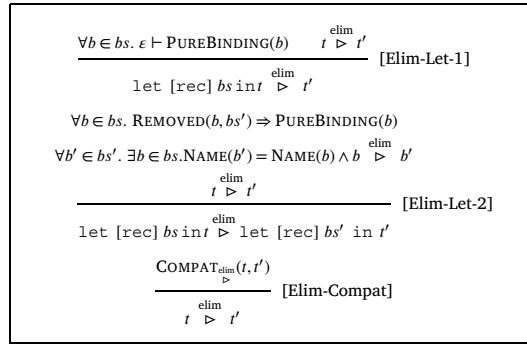 ∀b ∈ bs. ε ⊢ PUREBINDING(b) t elim ▷ t′
let [rec] bs in t elim ▷ t′ [Elim-Let-1]
∀b ∈ bs. REMOVED(b, bs′) ⇒ PUREBINDING(b)
∀b′ ∈ bs′. ∃b ∈ bs.NAME(b′) = NAME(b) ∧ b elim ▷ b′
t elim ▷ t′
let [rec] bs in t elim ▷ let [rec] bs′ in t′ [Elim-Let-2]
COMPAT elim ▷ (t, t′)
t elim ▷ t′ [Elim-Compat]